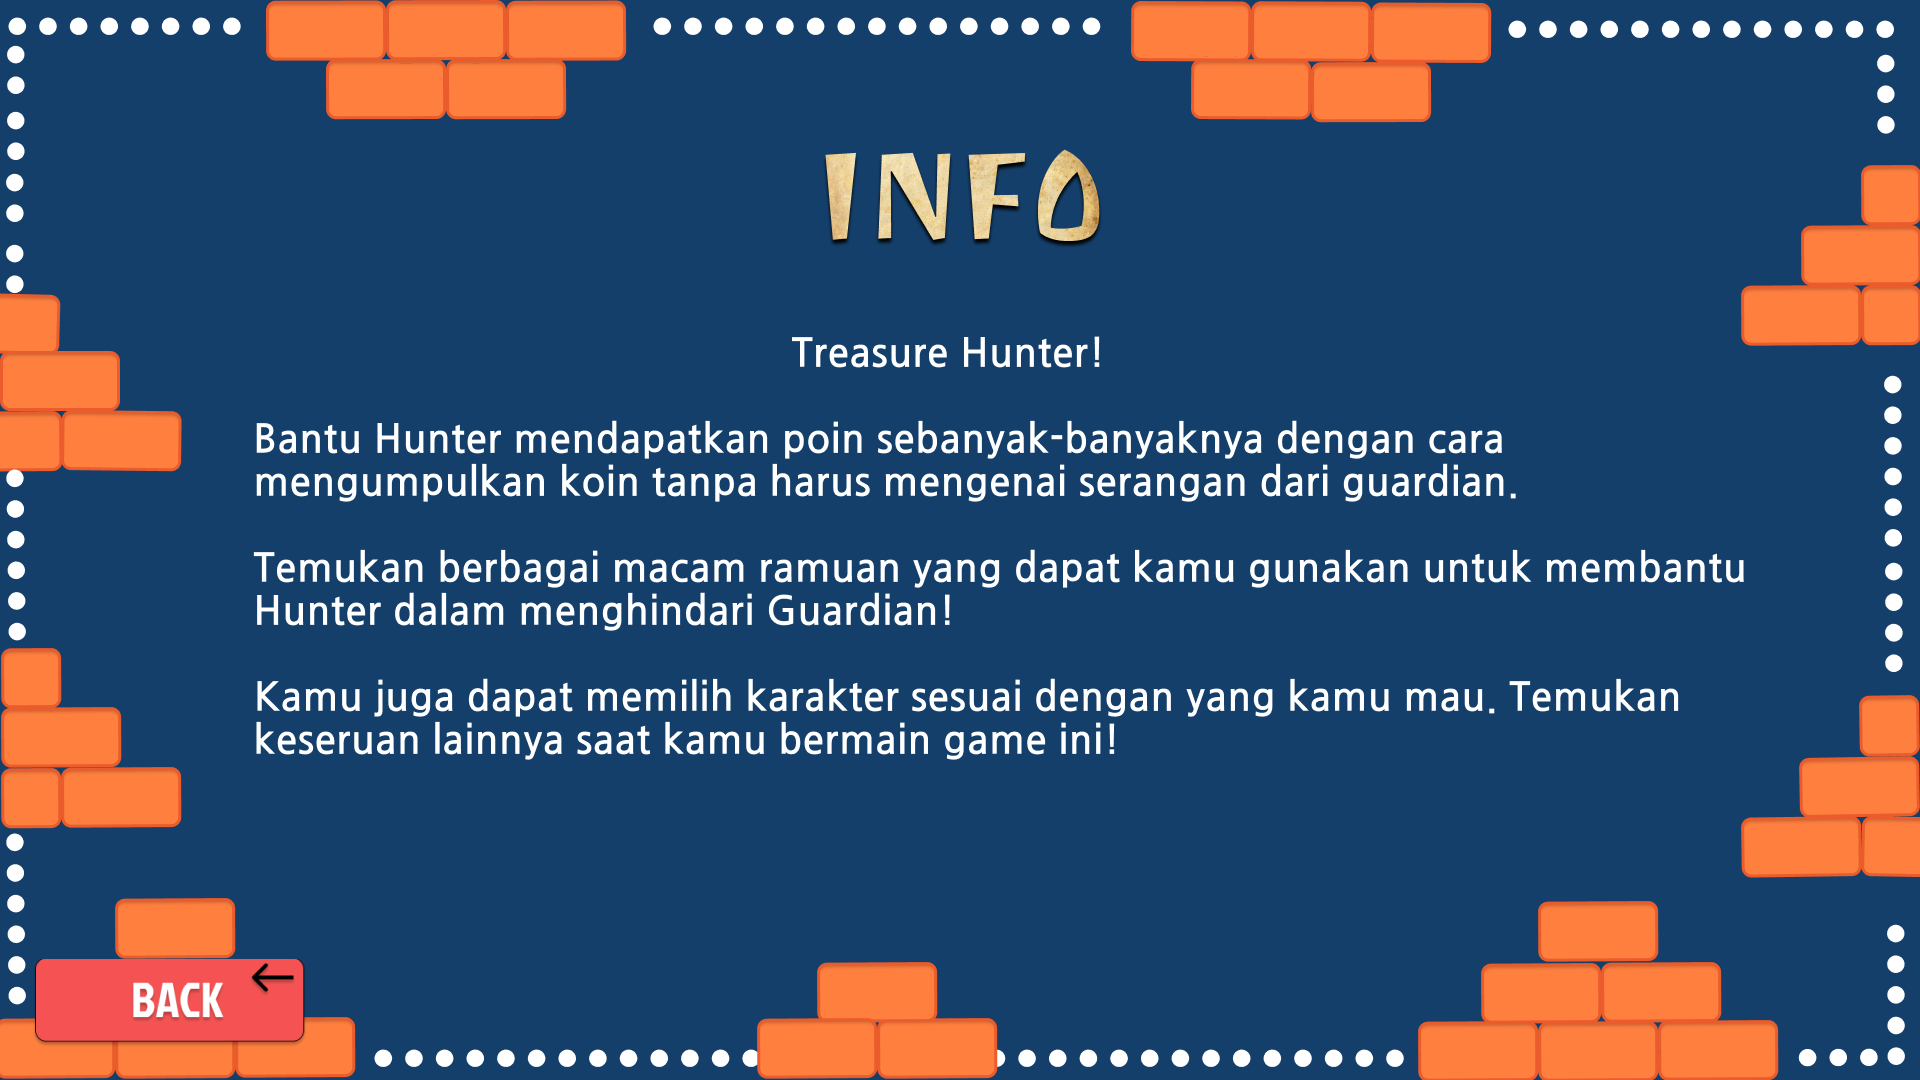 INFO
Treasure Hunter!
Bantu Hunter mendapatkan poin sebanyak-banyaknya dengan cara
mengumpulkan koin tanpa harus mengenai serangan dari guardian.
Temukan berbagai macam ramuan yang dapat kamu gunakan untuk membantu
Hunter dalam menghindari Guardian!
Kamu juga dapat memilih karakter sesuai dengan yang kamu mau. Temukan
keseruan lainnya saat kamu bermain game ini!
BACK